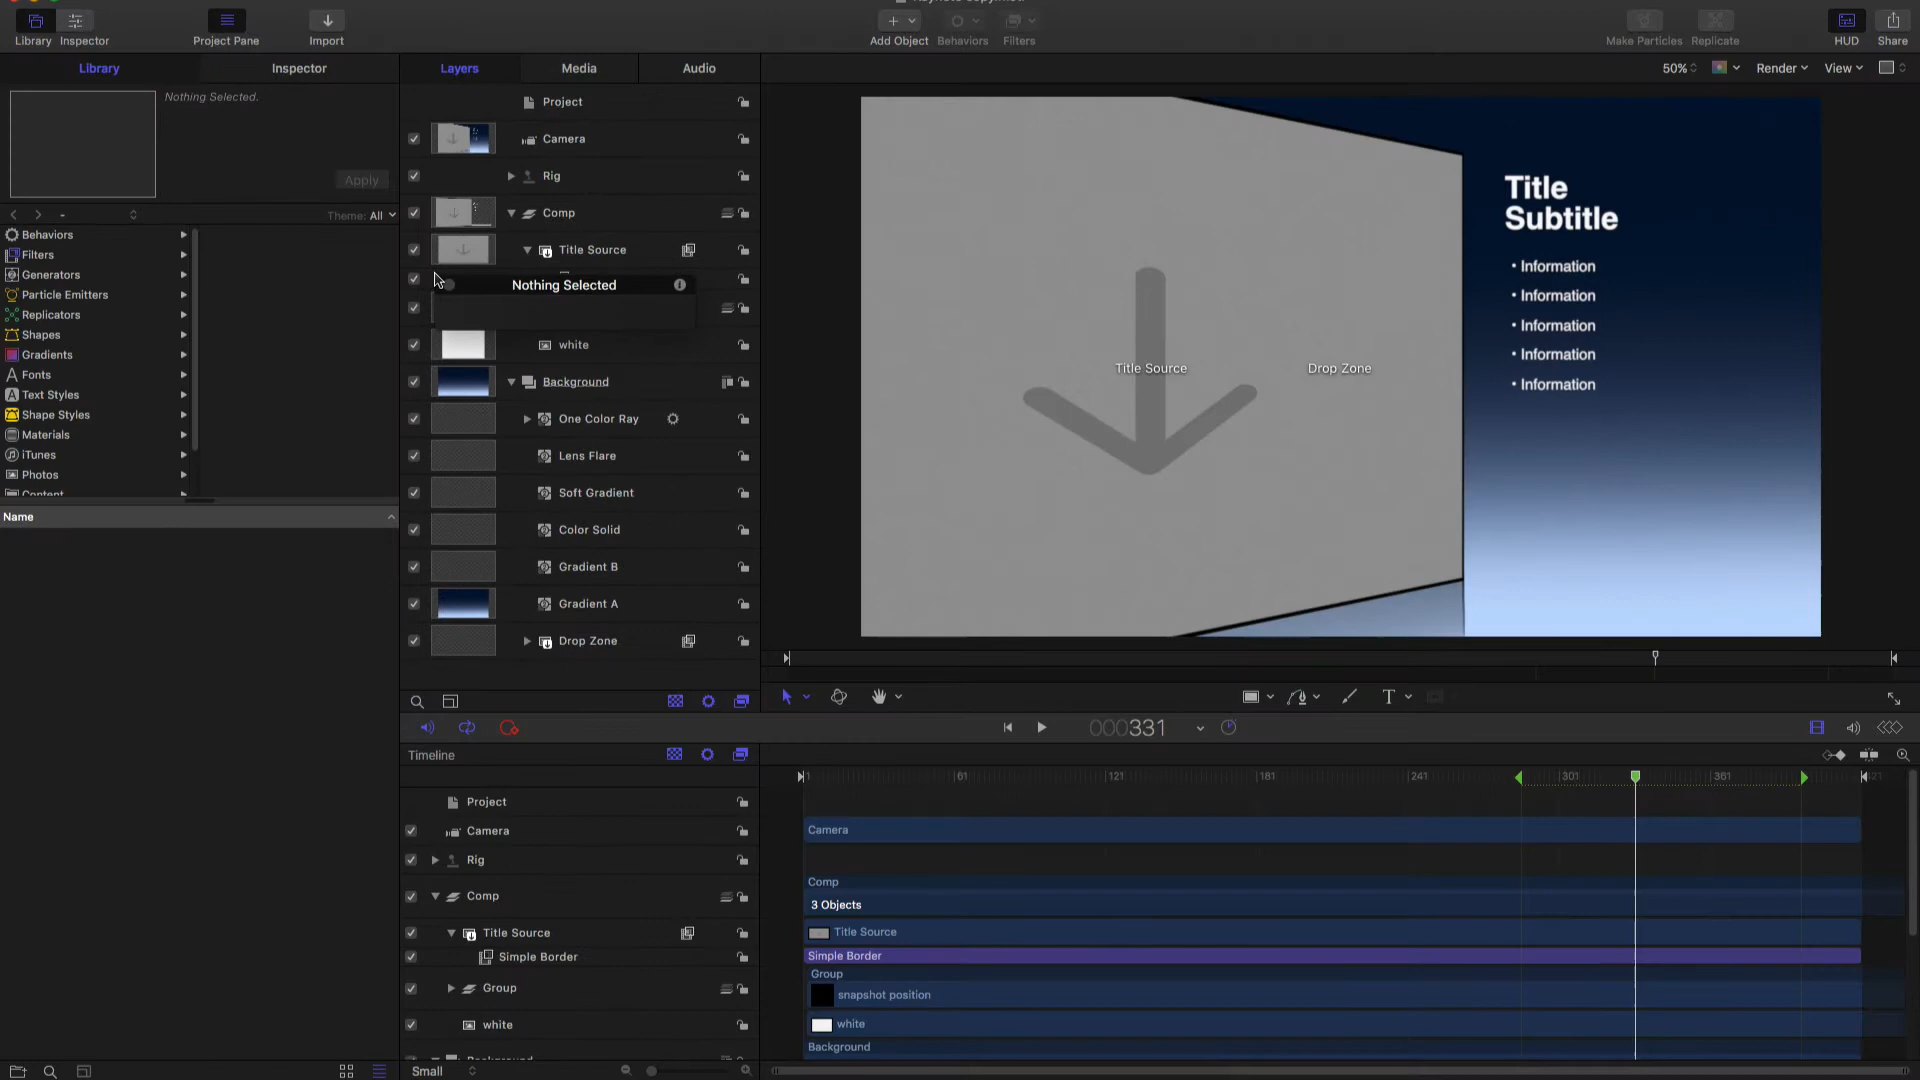 Library
Inspector
Project Pane
Import
Add Object
Behaviors
Filters
Make Particles
Replicate
HUD
Share
Library
Inspector
Layers
Media
Audio
50%
Render
View
Nothing Selected.
Apply
Theme: All
Behaviors
Filters
Generators
Particle Emitters
Replicators
Shapes
Gradients
Fonts
Text Styles
Shape Styles
Materials
iTunes
Photos
Content
Name
Project
Camera
Rig
Comp
Title Source
Nothing Selected
white
Background
One Color Ray
Lens Flare
Soft Gradient
Color Solid
Gradient B
Gradient A
Drop Zone
Title
Subtitle
• Information
• Information
• Information
• Information
• Information
Title Source
Drop Zone
000331
Timeline
1
61
121
181
241
301
361
421
Project
Camera
Rig
Comp
Title Source
Simple Border
Group
white
Background
Camera
Comp
3 Objects
Title Source
Simple Border
Group
snapshot position
white
Background
Small